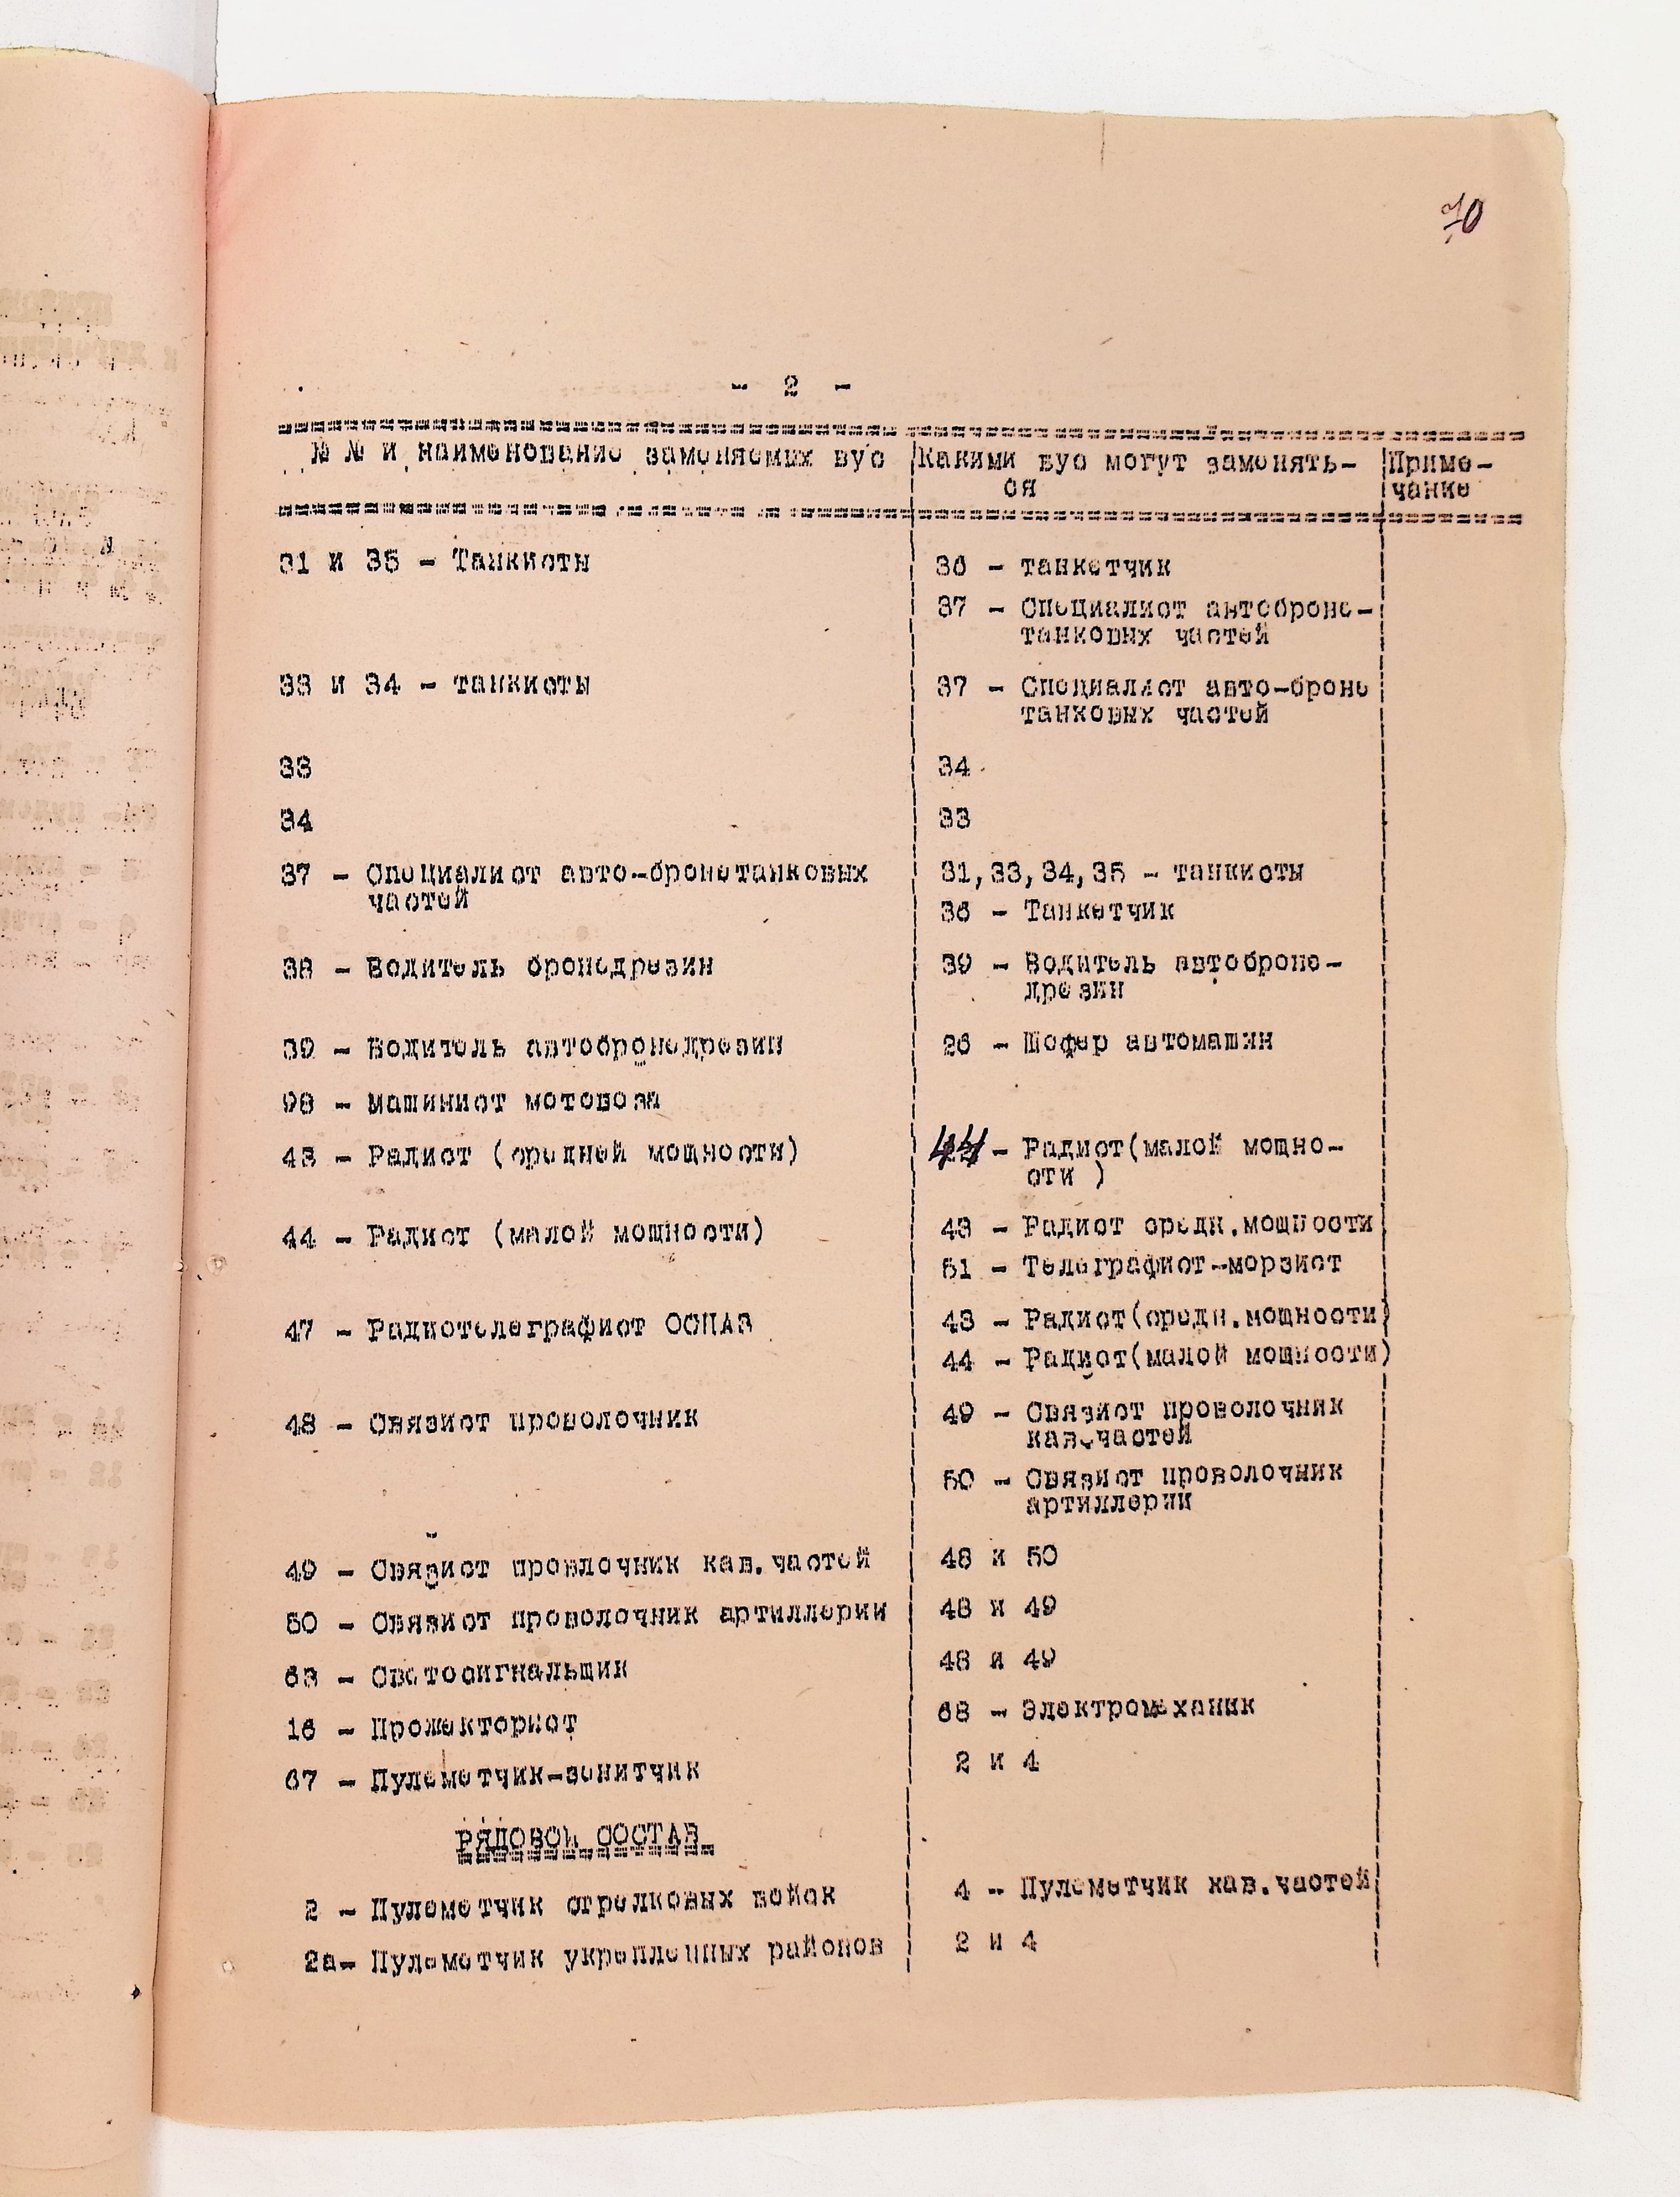 70
- 2 -
№ № и наименование заменяемых вус | Какими вус могут заменять- | Приме-
ся | чание
31 и 35 - Танкисты | 36 - танкетчик
37 - Специалист автоброне-
танковых частей
33 и 34 - танкисты | 37 - Специалист авто-броне
танковых частей
33 | 34
34 | 33
37 - Специалист авто-бронетанковых | 31,33,34,35 - танкисты
частей | 36 - Танкетчик
38 - Водитель бронедрезин | 39 - Водитель автоброне-
дрезин
39 - Водитель автобронедрезин | 26 - Шофер автомашин
98 - машинист мотовоза
43 - Радист (средней мощности) | 44 - Радист(малой мощно-
сти )
44 - Радист (малой мощности) | 43 - Радист средн.мощности
51 - Телеграфист-морзист
47 - Радиотелеграфист ОСНАЗ | 43 - Радист(средн.мощности)
44 - Радист(малой мощности)
48 - Связист проволочник | 49 - Связист проволочник
кав.частей
50 - Связист проволочник
артиллерии
49 - Связист провлочник кав.частей | 48 и 50
50 - Связист проволочник артиллерии | 48 и 49
63 - Светосигнальщик | 48 и 49
16 - Прожекторист | 68 - Электромеханик
67 - Пулеметчик-зенитчик | 2 и 4
РЯДОВОЙ СОСТАВ
2 - Пулеметчик стрелковых войск | 4 - Пулеметчик кав.частей
2а- Пулеметчик укрепленных районов | 2 и 4